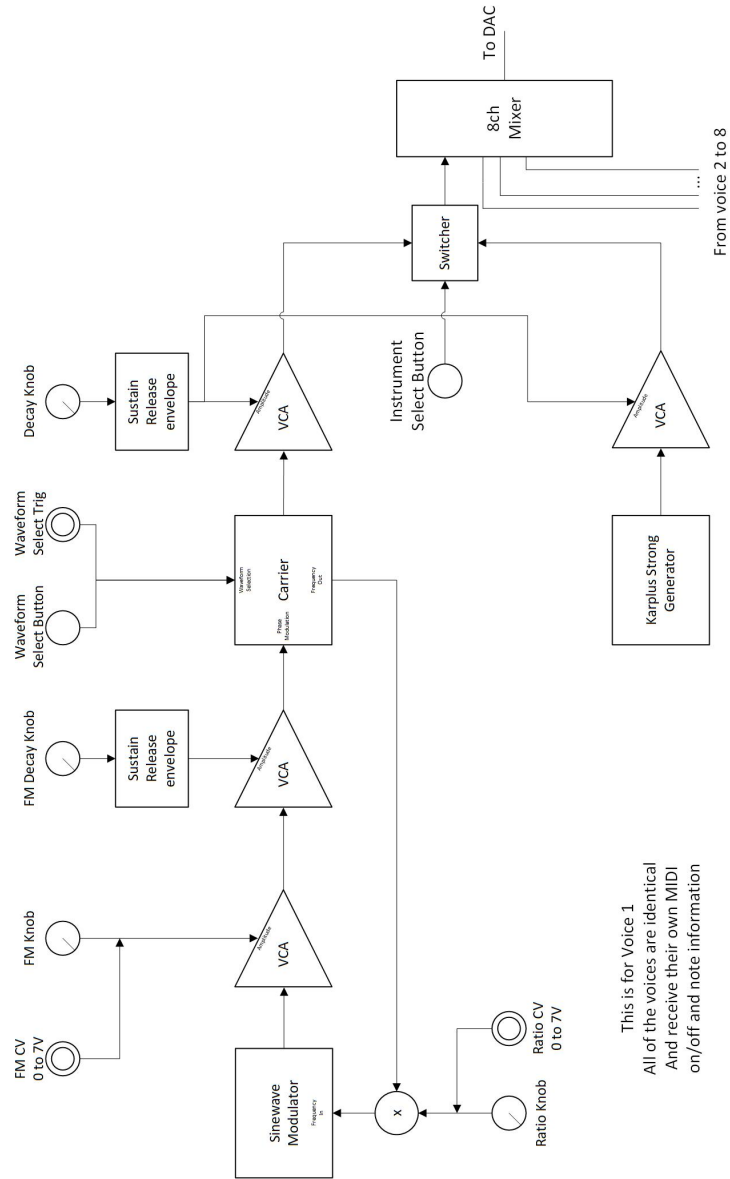 FM CV
0 to 7V
FM Knob
FM Decay Knob
Waveform
Select Button
Waveform
Select Trig
Decay Knob
Sustain
Release
envelope
Sustain
Release
envelope
Sinewave
Modulator
Frequency
In
Amplitude
VCA
Amplitude
VCA
Waveform
Selection
Phase
Modulation
Carrier
Frequency
Out
Amplitude
VCA
Instrument
Select Button
Switcher
8ch
Mixer
To DAC
x
Ratio Knob
Ratio CV
0 to 7V
Karplus Strong
Generator
Amplitude
VCA
...
From voice 2 to 8
This is for Voice 1
All of the voices are identical
And receive their own MIDI
on/off and note information